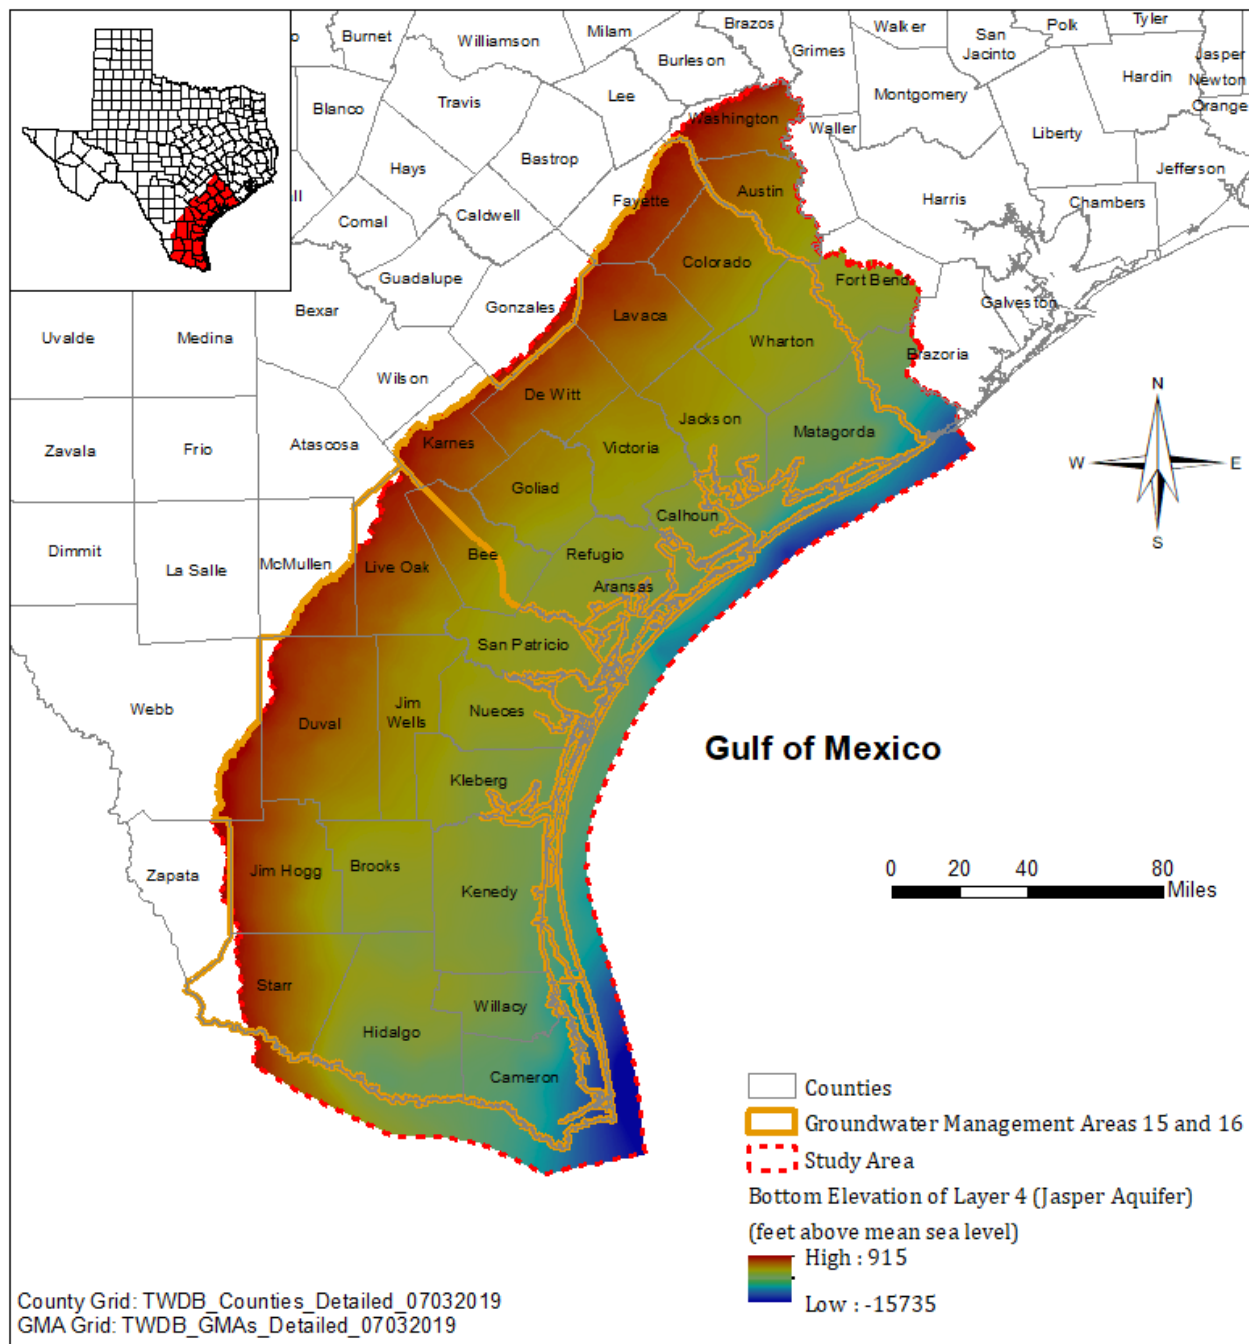 Burnet
Williamson
Milam
Brazos
Walker
Polk
Tyler
Grimes
San
Jacinto
Jasper
Burleson
Hardin
Newton
Blanco
Travis
Lee
Montgomery
Orange
Washington
Waller
Liberty
Hays
Bastrop
Jefferson
Austin
Harris
Fayette
Chambers
Comal
Caldwell
Colorado
Guadalupe
Fort Bend
Gonzales
Galveston
Bexar
Lavaca
Uvalde
Medina
Wharton
Brazoria
Wilson
De Witt
N
Jackson
Matagorda
Atascosa
Karnes
Zavala
Frio
Victoria
W
E
Goliad
Calhoun
S
Dimmit
Bee
Refugio
McMullen
Live Oak
La Salle
Aransas
San Patricio
Webb
Jim
Wells
Nueces
Duval
Gulf of Mexico
Kleberg
0 20 40 80
Miles
Zapata
Jim Hogg
Brooks
Kenedy
Starr
Willacy
Hidalgo
Cameron
Counties
Groundwater Management Areas 15 and 16
Study Area
Bottom Elevation of Layer 4 (Jasper Aquifer)
(feet above mean sea level)
High : 915
Low : -15735
County Grid: TWDB_Counties_Detailed_07032019
GMA Grid: TWDB_GMAs_Detailed_07032019